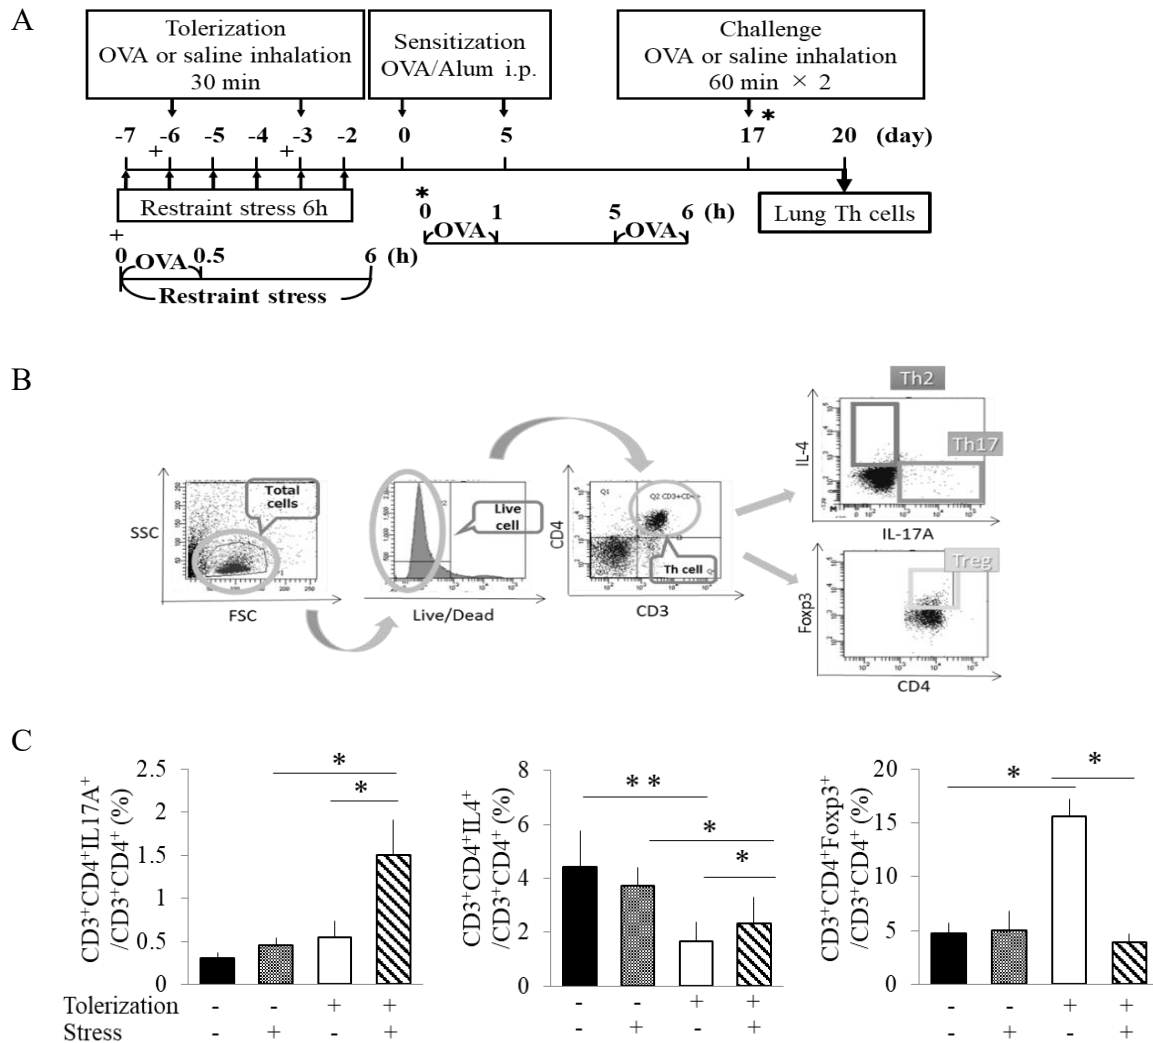 A
Tolerization
OVA or saline inhalation
30 min
Sensitization
OVA/Alum i.p.
Challenge
OVA or saline inhalation
60 min × 2
-7 -6 -5 -4 -3 -2 0 5 17 * 20 (day)
+ +
Restraint stress 6h
Lung Th cells
*
0 1 5 6 (h)
OVA OVA
+
0 0.5 6 (h)
OVA
Restraint stress
B
Total
cells
SSC
FSC
Live
cell
Live/Dead
Q1 Q2
Th cell
CD4
CD3
Th2
Th17
IL-4
IL-17A
Treg
Foxp3
CD4
C
CD3+CD4+IL17A+
/CD3+CD4+ (%)
2.5
2
1.5
1
0.5
0
*
*
CD3+CD4+IL4+
/CD3+CD4+ (%)
8
6
4
2
0
* *
*
*
CD3+CD4+Foxp3+
/CD3+CD4+ (%)
20
15
10
5
0
*
*
Tolerization - - + + - - + + - - + +
Stress - + - + - + - + - + - +